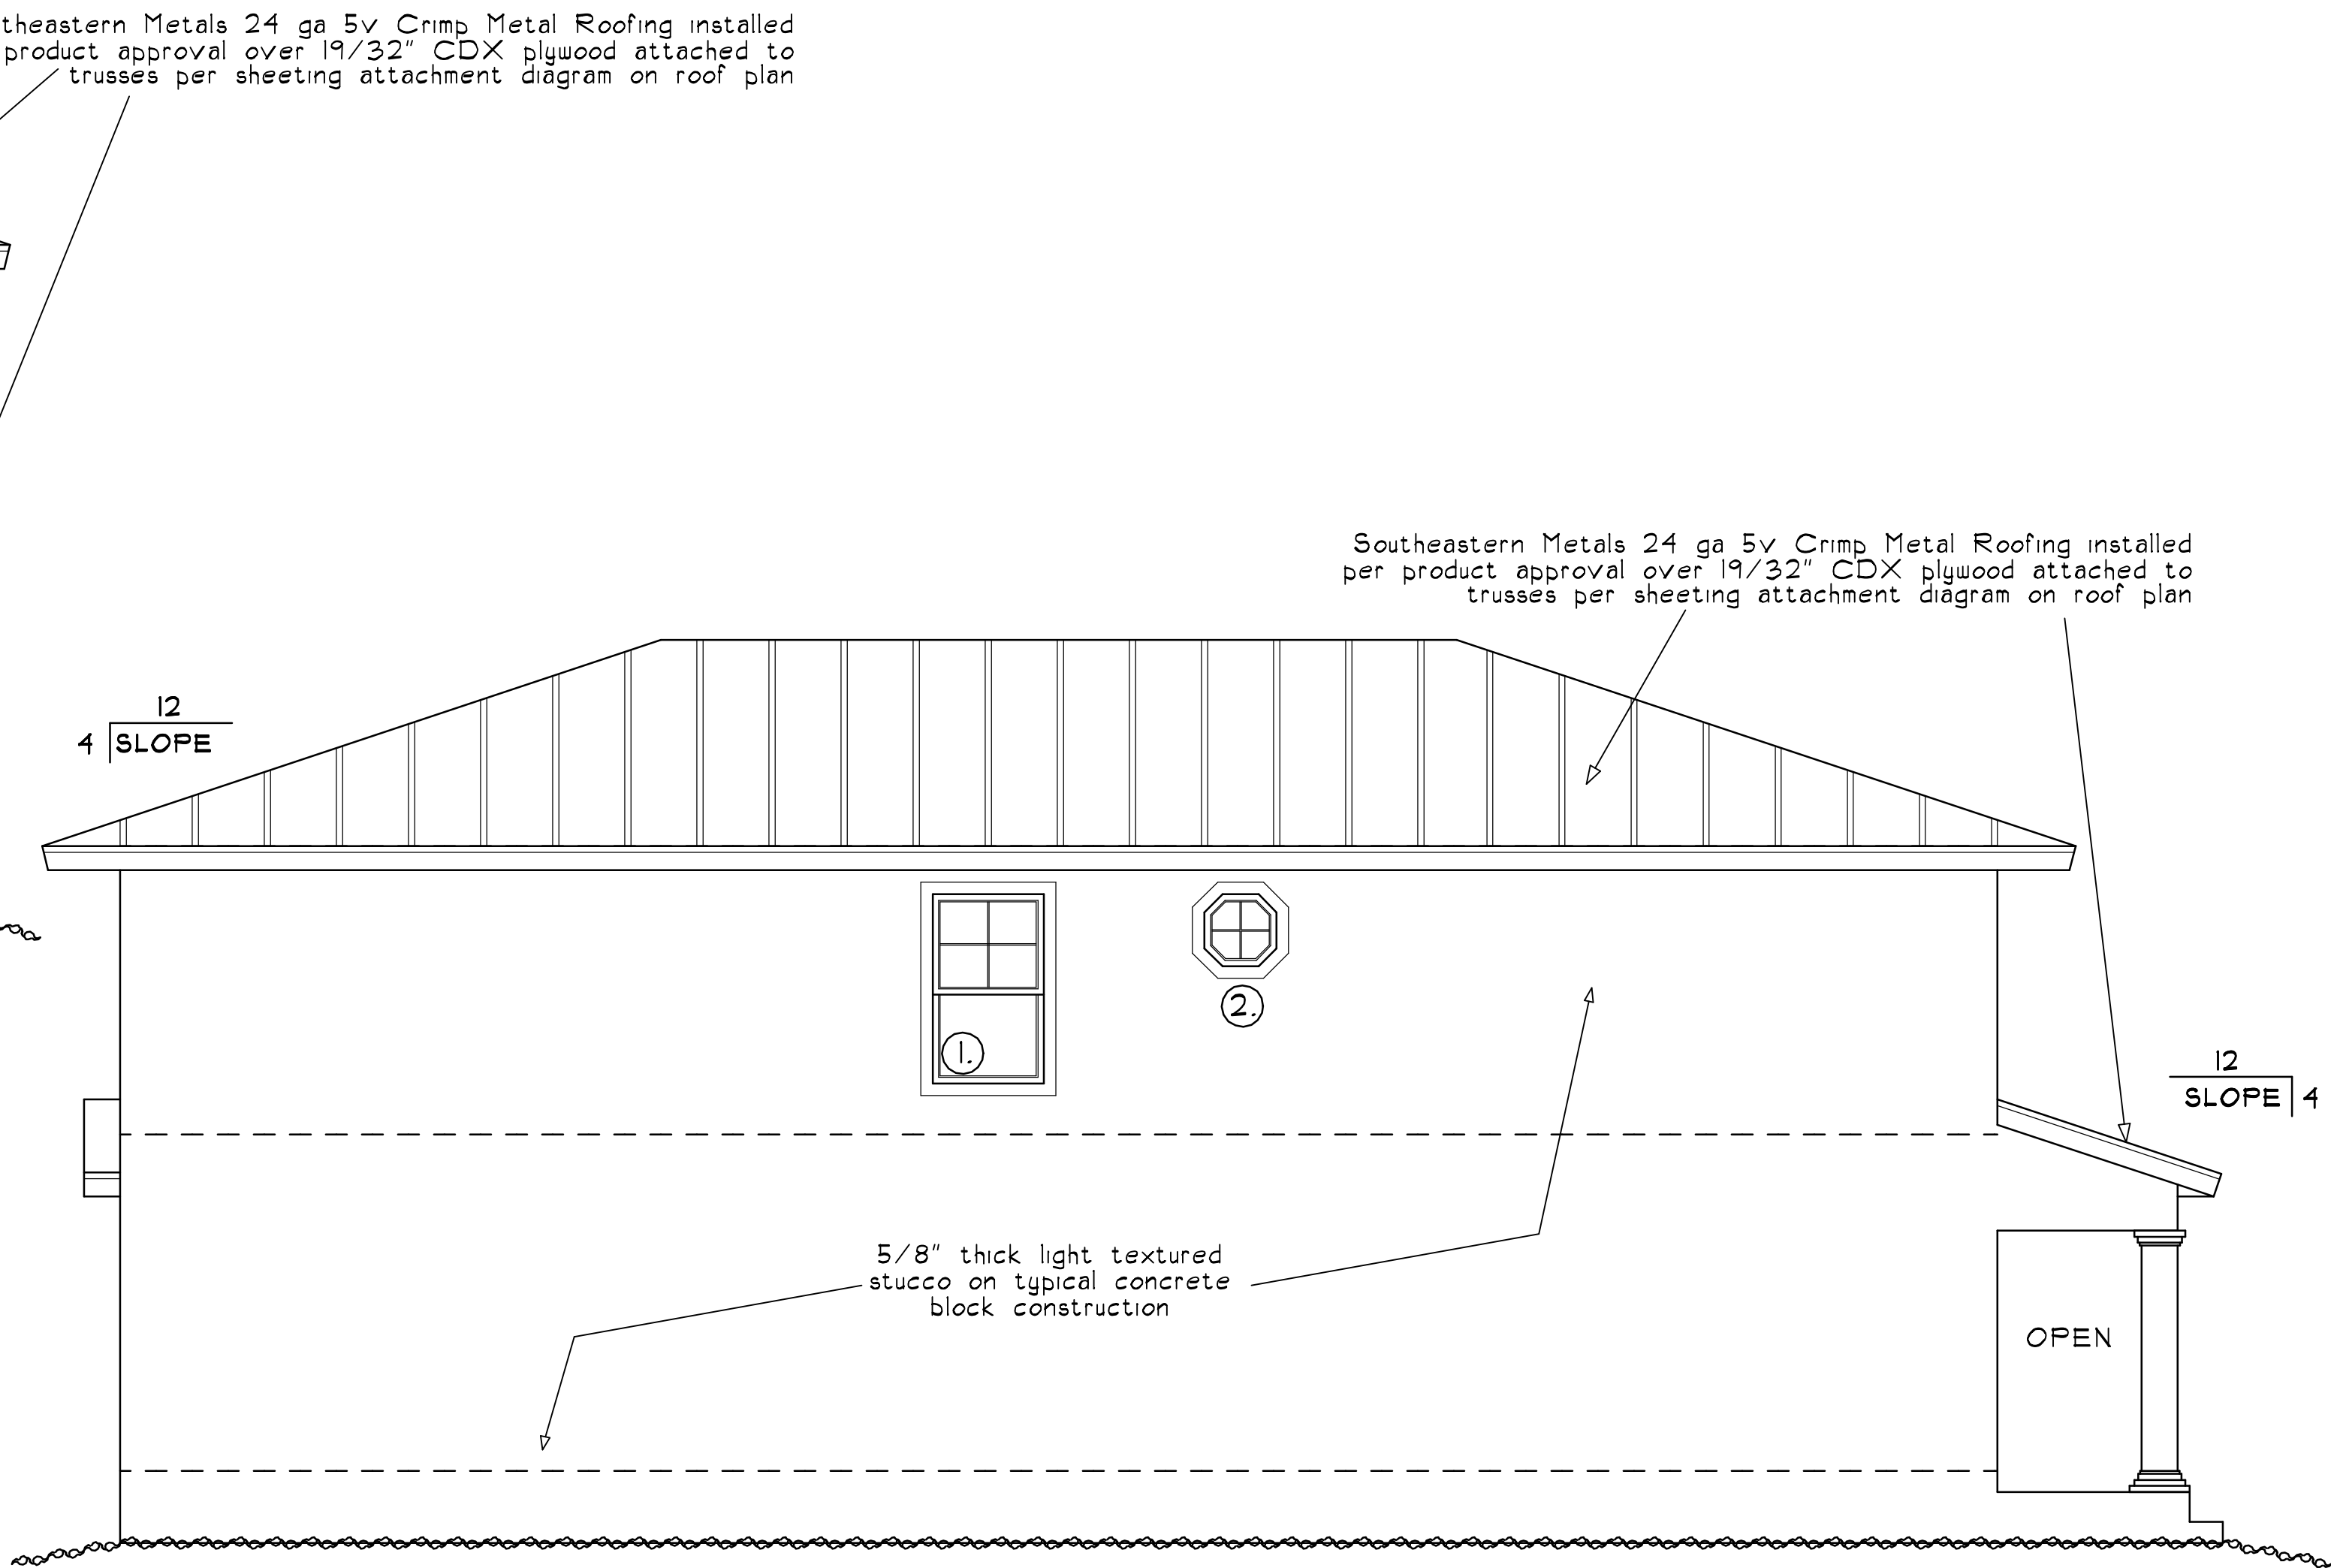 theastern Metals 24 ga 5v Crimp Metal Roofing installed
product approval over 19/32" CDX plywood attached to
trusses per sheeting attachment diagram on roof plan
Southeastern Metals 24 ga 5v Crimp Metal Roofing installed
per product approval over 19/32" CDX plywood attached to
trusses per sheeting attachment diagram on roof plan
12
4 SLOPE
2.
1.
12
SLOPE 4
5/8" thick light textured
stucco on typical concrete
block construction
OPEN